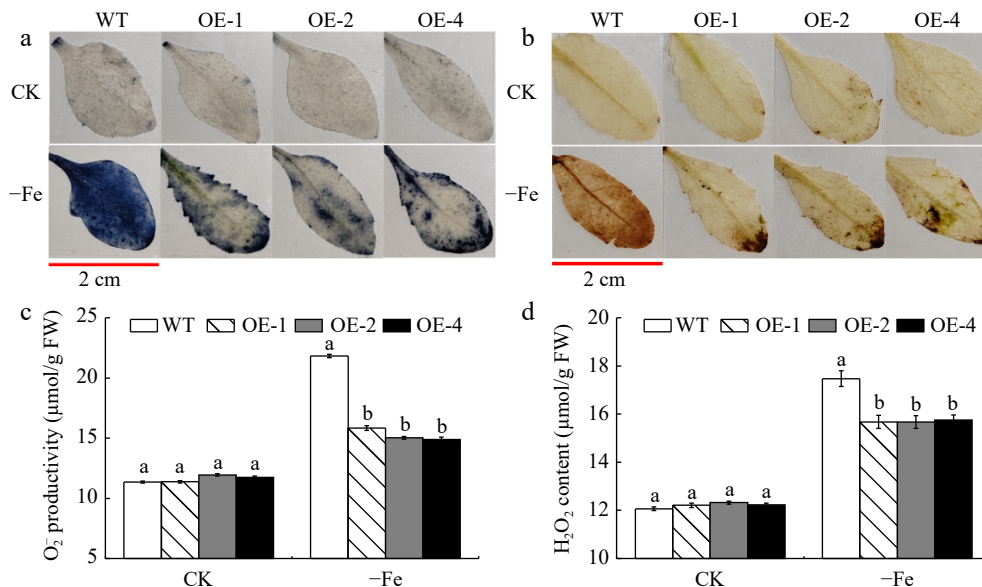 a
WT OE-1 OE-2 OE-4
CK
−Fe
2 cm
b
WT OE-1 OE-2 OE-4
CK
−Fe
2 cm
c
O₂⁻ productivity (μmol/g FW)
25
20
15
10
5
WT OE-1 OE-2 OE-4
a a a a
a b b b
CK −Fe
d
H₂O₂ content (μmol/g FW)
20
18
16
14
12
10
WT OE-1 OE-2 OE-4
a a a a
a b b b
CK −Fe